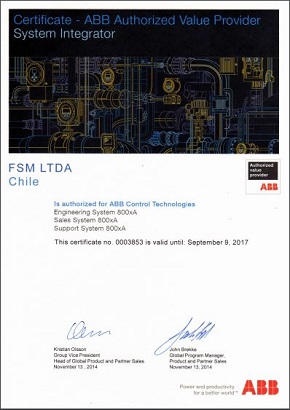 Certificate - ABB Authorized Value Provider
System Integrator
FSM LTDA
Chile
Authorized
value
provider
ABB
Is authorized for ABB Control Technologies
Engineering System 800xA
Sales System 800xA
Support System 800xA
This certificate no. 0003853 is valid until: September 9, 2017
Kristian Olsson
Group Vice President
Head of Global Product and Partner Sales
November 13, 2014
John Brekke
Global Program Manager,
Product and Partner Sales
November 13, 2014
Power and productivity
for a better world™
ABB